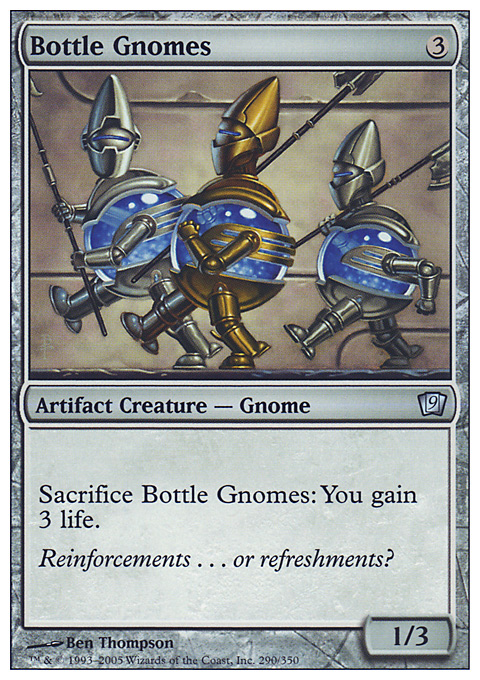 Bottle Gnomes 3
Artifact Creature — Gnome 9
Sacrifice Bottle Gnomes: You gain
3 life.
Reinforcements . . . or refreshments?
1/3
Ben Thompson
™ & © 1993–2005 Wizards of the Coast, Inc. 290/350